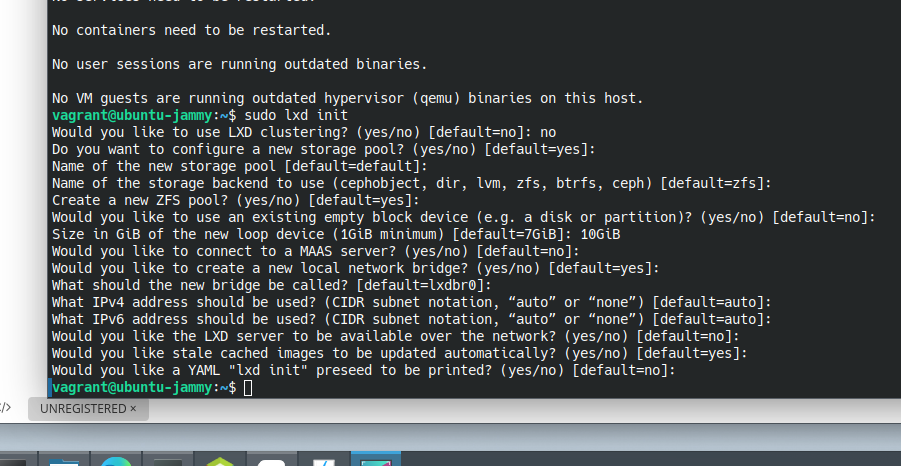 No services need to be restarted.
No containers need to be restarted.
No user sessions are running outdated binaries.
No VM guests are running outdated hypervisor (qemu) binaries on this host.
vagrant@ubuntu-jammy:~$ sudo lxd init
Would you like to use LXD clustering? (yes/no) [default=no]: no
Do you want to configure a new storage pool? (yes/no) [default=yes]:
Name of the new storage pool [default=default]:
Name of the storage backend to use (cephobject, dir, lvm, zfs, btrfs, ceph) [default=zfs]:
Create a new ZFS pool? (yes/no) [default=yes]:
Would you like to use an existing empty block device (e.g. a disk or partition)? (yes/no) [default=no]:
Size in GiB of the new loop device (1GiB minimum) [default=7GiB]: 10GiB
Would you like to connect to a MAAS server? (yes/no) [default=no]:
Would you like to create a new local network bridge? (yes/no) [default=yes]:
What should the new bridge be called? [default=lxdbr0]:
What IPv4 address should be used? (CIDR subnet notation, “auto” or “none”) [default=auto]:
What IPv6 address should be used? (CIDR subnet notation, “auto” or “none”) [default=auto]:
Would you like the LXD server to be available over the network? (yes/no) [default=no]:
Would you like stale cached images to be updated automatically? (yes/no) [default=yes]:
Would you like a YAML "lxd init" preseed to be printed? (yes/no) [default=no]:
vagrant@ubuntu-jammy:~$
/>
UNREGISTERED ×